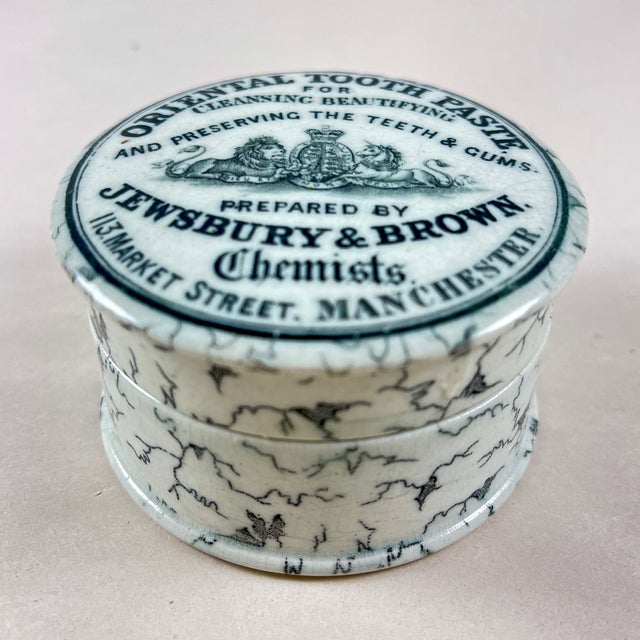 ORIENTAL TOOTH PASTE
FOR
CLEANSING BEAUTIFYING
AND PRESERVING THE TEETH & GUMS.
PREPARED BY
JEWSBURY & BROWN.
Chemists,
113, MARKET STREET. MANCHESTER.